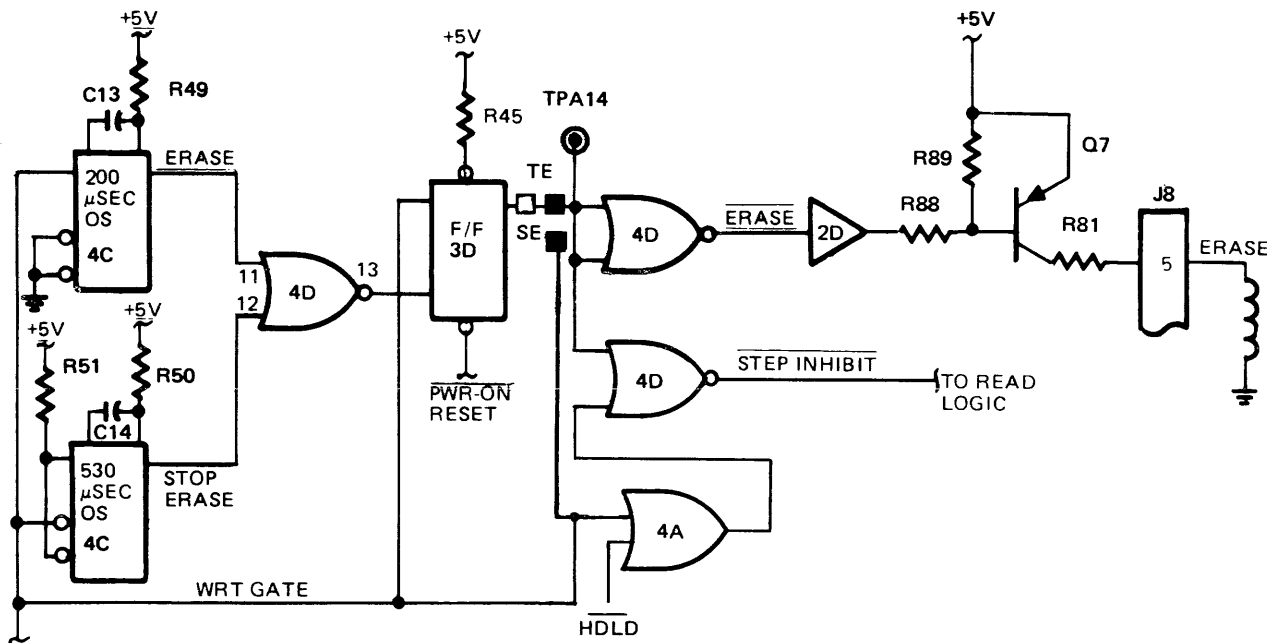 +5V
R49
C13
200
μSEC
OS
4C
ERASE
+5V
R51
+5V
R50
C14
530
μSEC
OS
4C
STOP
ERASE
11
12
4D
13
+5V
R45
F/F
3D
PWR-ON
RESET
TPA14
TE
SE
4D
ERASE
2D
R88
+5V
R89
Q7
R81
J8
5
ERASE
4D
STEP INHIBIT
TO READ
LOGIC
4A
HDLD
WRT GATE